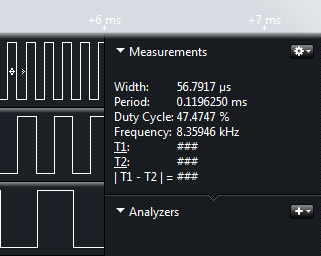 +6 ms +7 ms
Measurements
Width: 56.7917 µs
Period: 0.1196250 ms
Duty Cycle: 47.4747 %
Frequency: 8.35946 kHz
T1: ###
T2: ###
| T1 - T2 | = ###
Analyzers